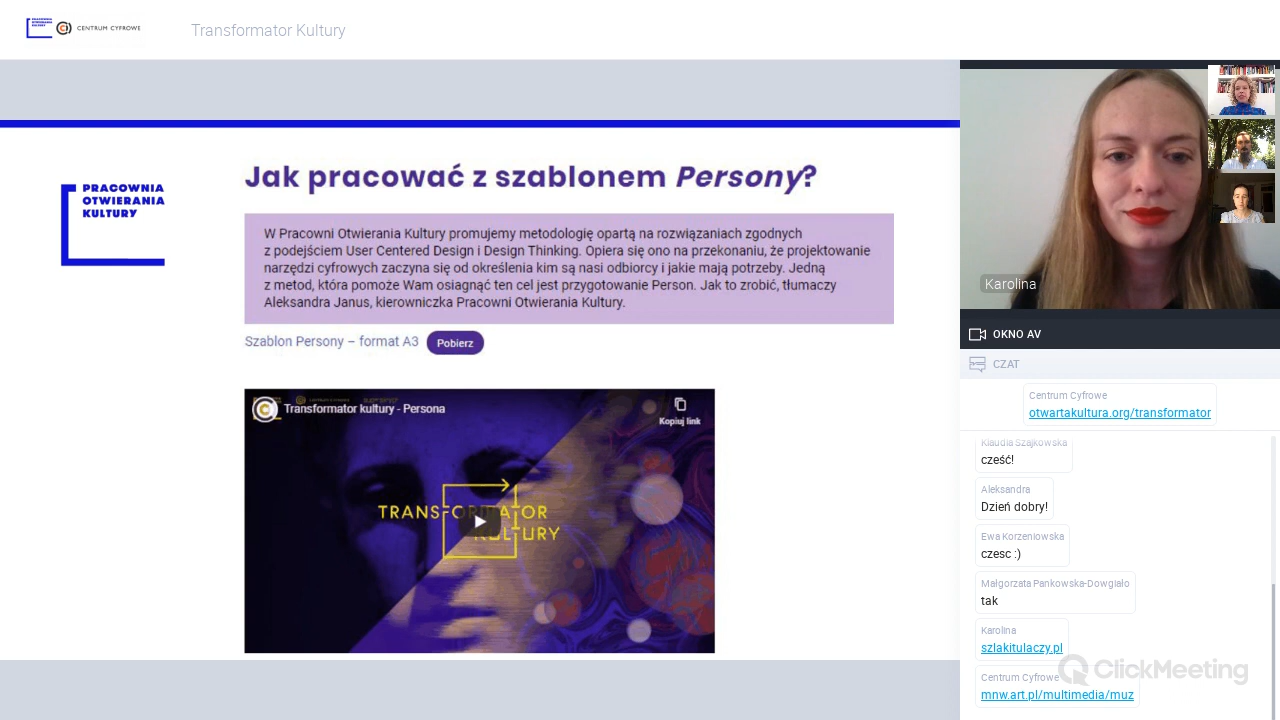 PRACOWNIA
OTWIERANIA
KULTURY
CENTRUM CYFROWE
Transformator Kultury
PRACOWNIA
OTWIERANIA
KULTURY
Jak pracować z szablonem Persony?
W Pracowni Otwierania Kultury promujemy metodologię opartą na rozwiązaniach zgodnych
z podejściem User Centered Design i Design Thinking. Opiera się ono na przekonaniu, że projektowanie
narzędzi cyfrowych zaczyna się od określenia kim są nasi odbiorcy i jakie mają potrzeby. Jedną
z metod, która pomoże Wam osiagnąć ten cel jest przygotowanie Person. Jak to zrobić, tłumaczy
Aleksandra Janus, kierowniczka Pracowni Otwierania Kultury.
Szablon Persony – format A3 Pobierz
Transformator kultury - Persona
Kopiuj link
TRANSFORMATOR
KULTURY
Karolina
OKNO AV
CZAT
Centrum Cyfrowe
otwartakultura.org/transformator
Klaudia Szajkowska
cześć!
Aleksandra
Dzień dobry!
Ewa Korzeniowska
czesc :)
Małgorzata Pankowska-Dowgiało
tak
Karolina
szlakitulaczy.pl
Centrum Cyfrowe
mnw.art.pl/multimedia/muz
ClickMeeting